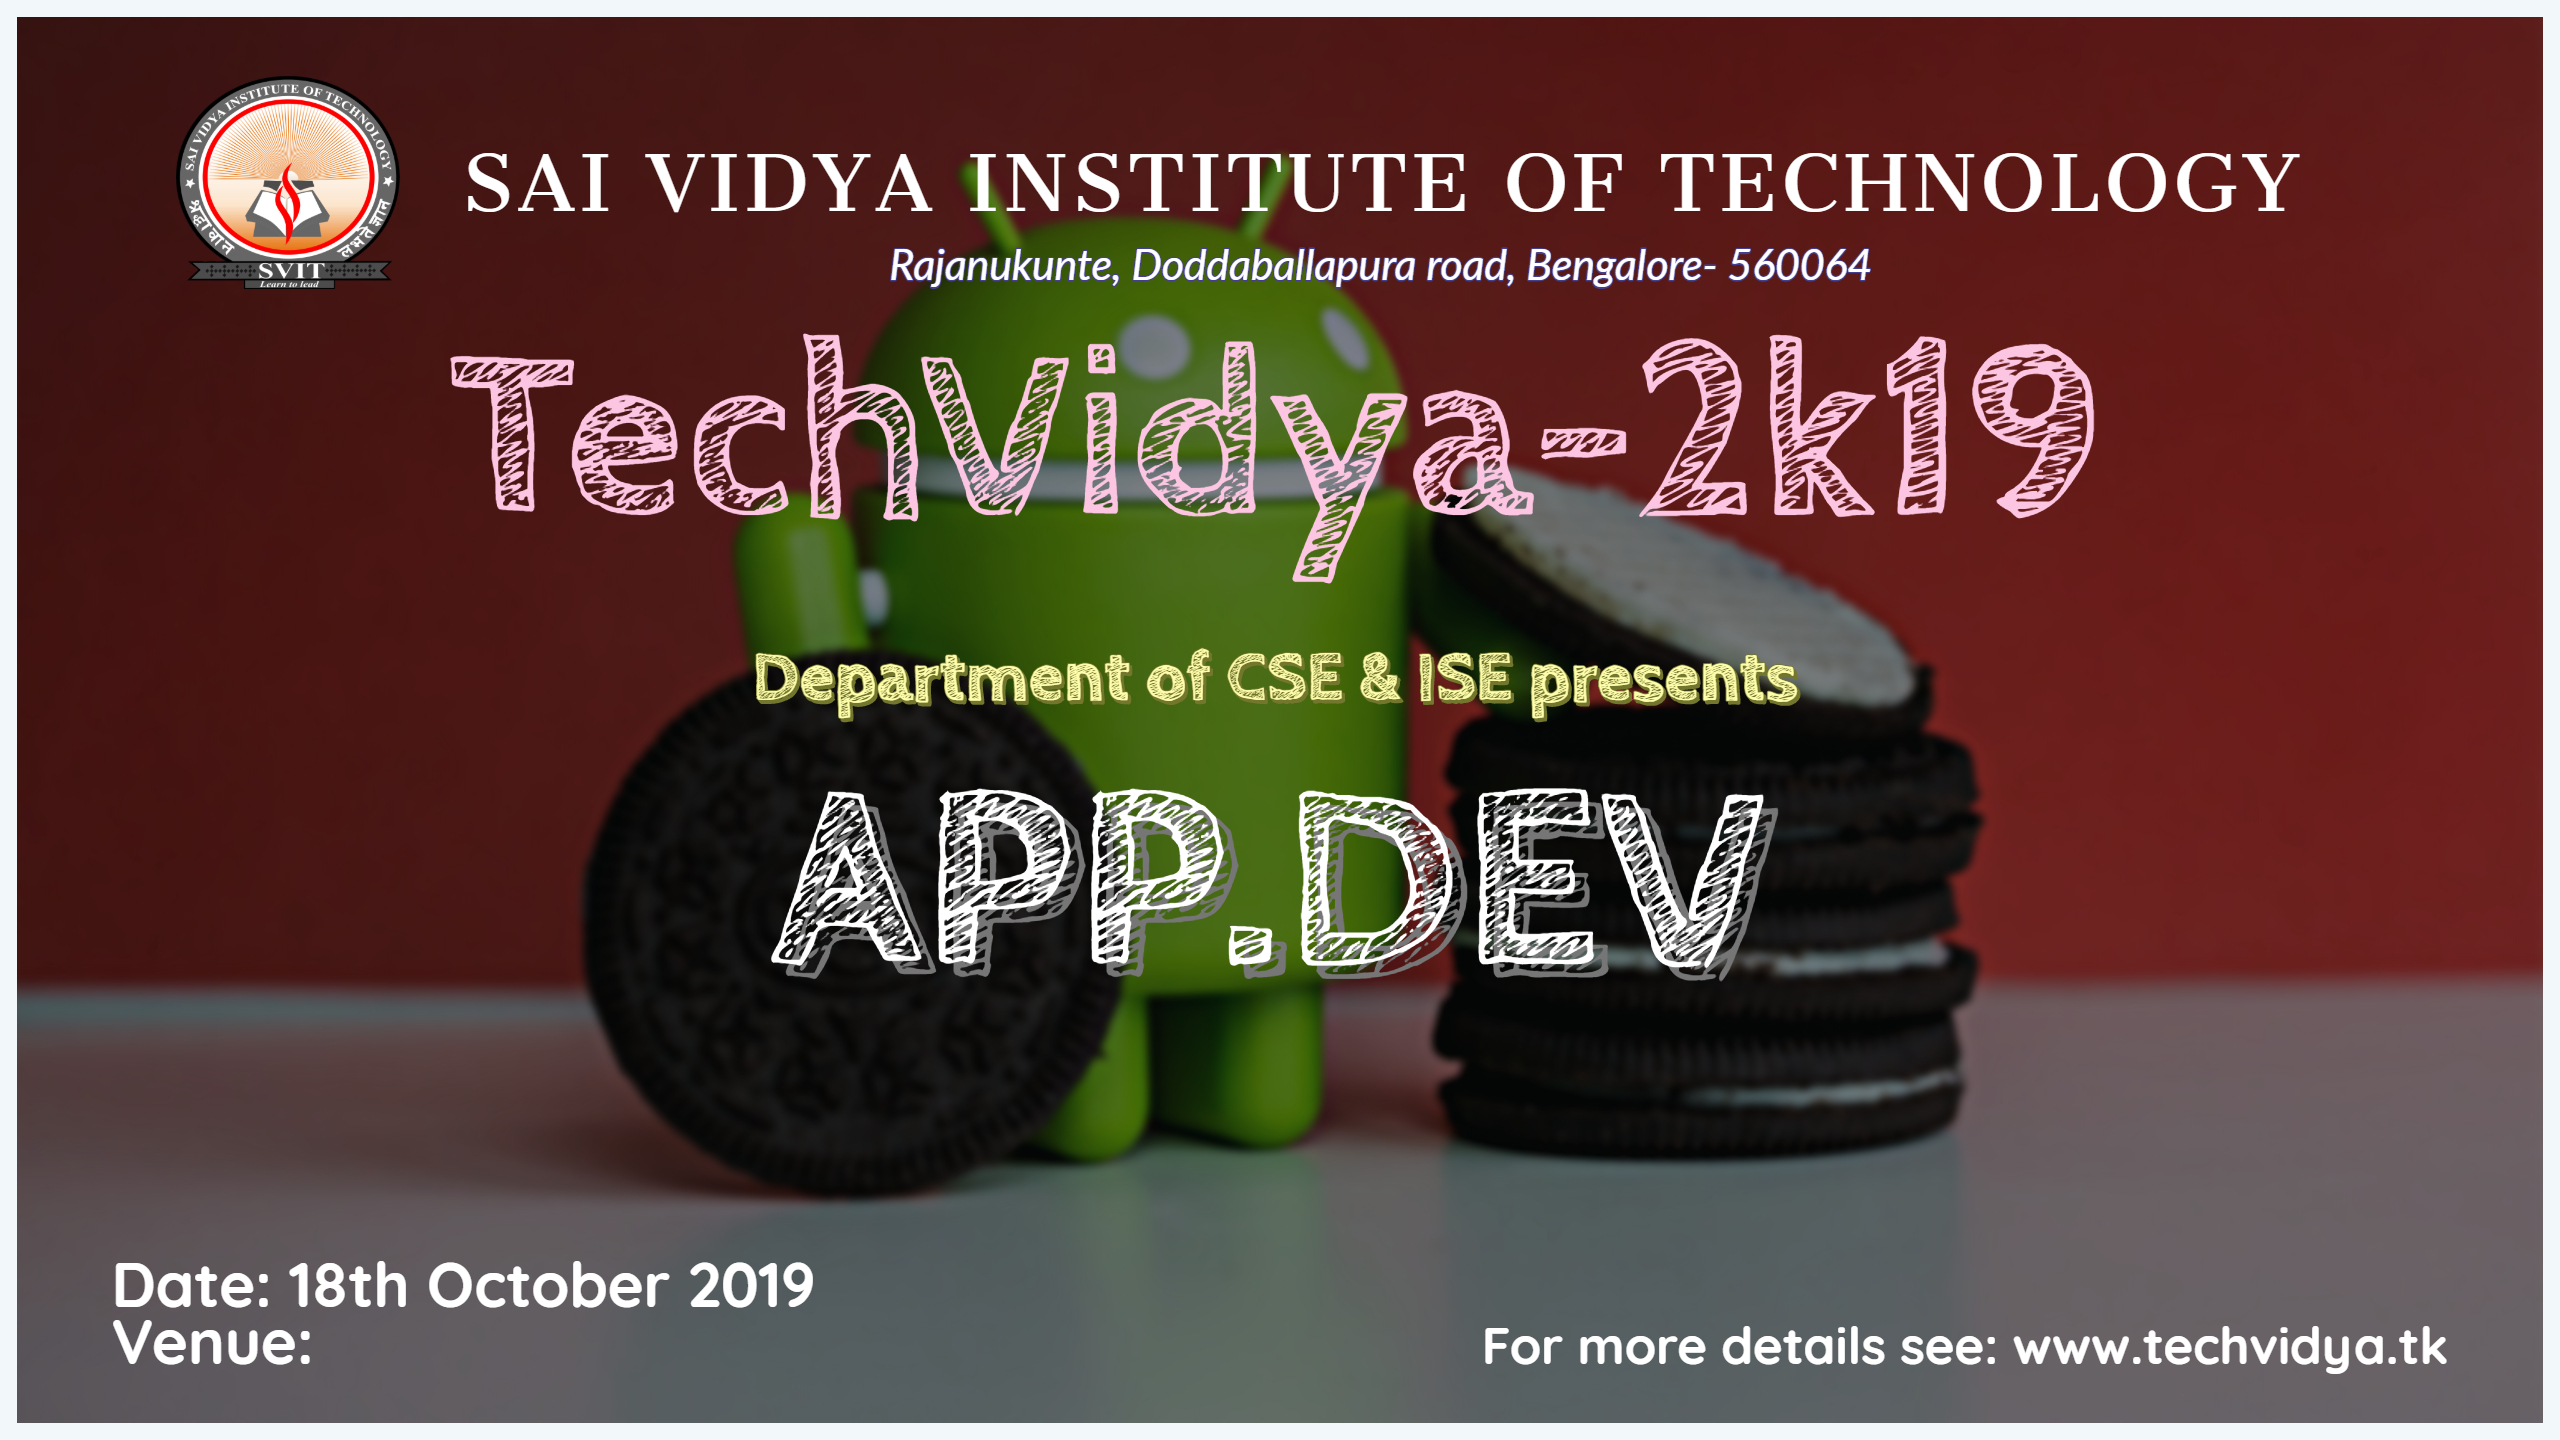 SAI VIDYA INSTITUTE OF TECHNOLOGY
श्रद्धावान लभते ज्ञान
SVIT
Learn to lead
SAI VIDYA INSTITUTE OF TECHNOLOGY
Rajanukunte, Doddaballapura road, Bengalore- 560064
TechVidya-2k19
Department of CSE & ISE presents
APP.DEV
Date: 18th October 2019
Venue:
For more details see: www.techvidya.tk